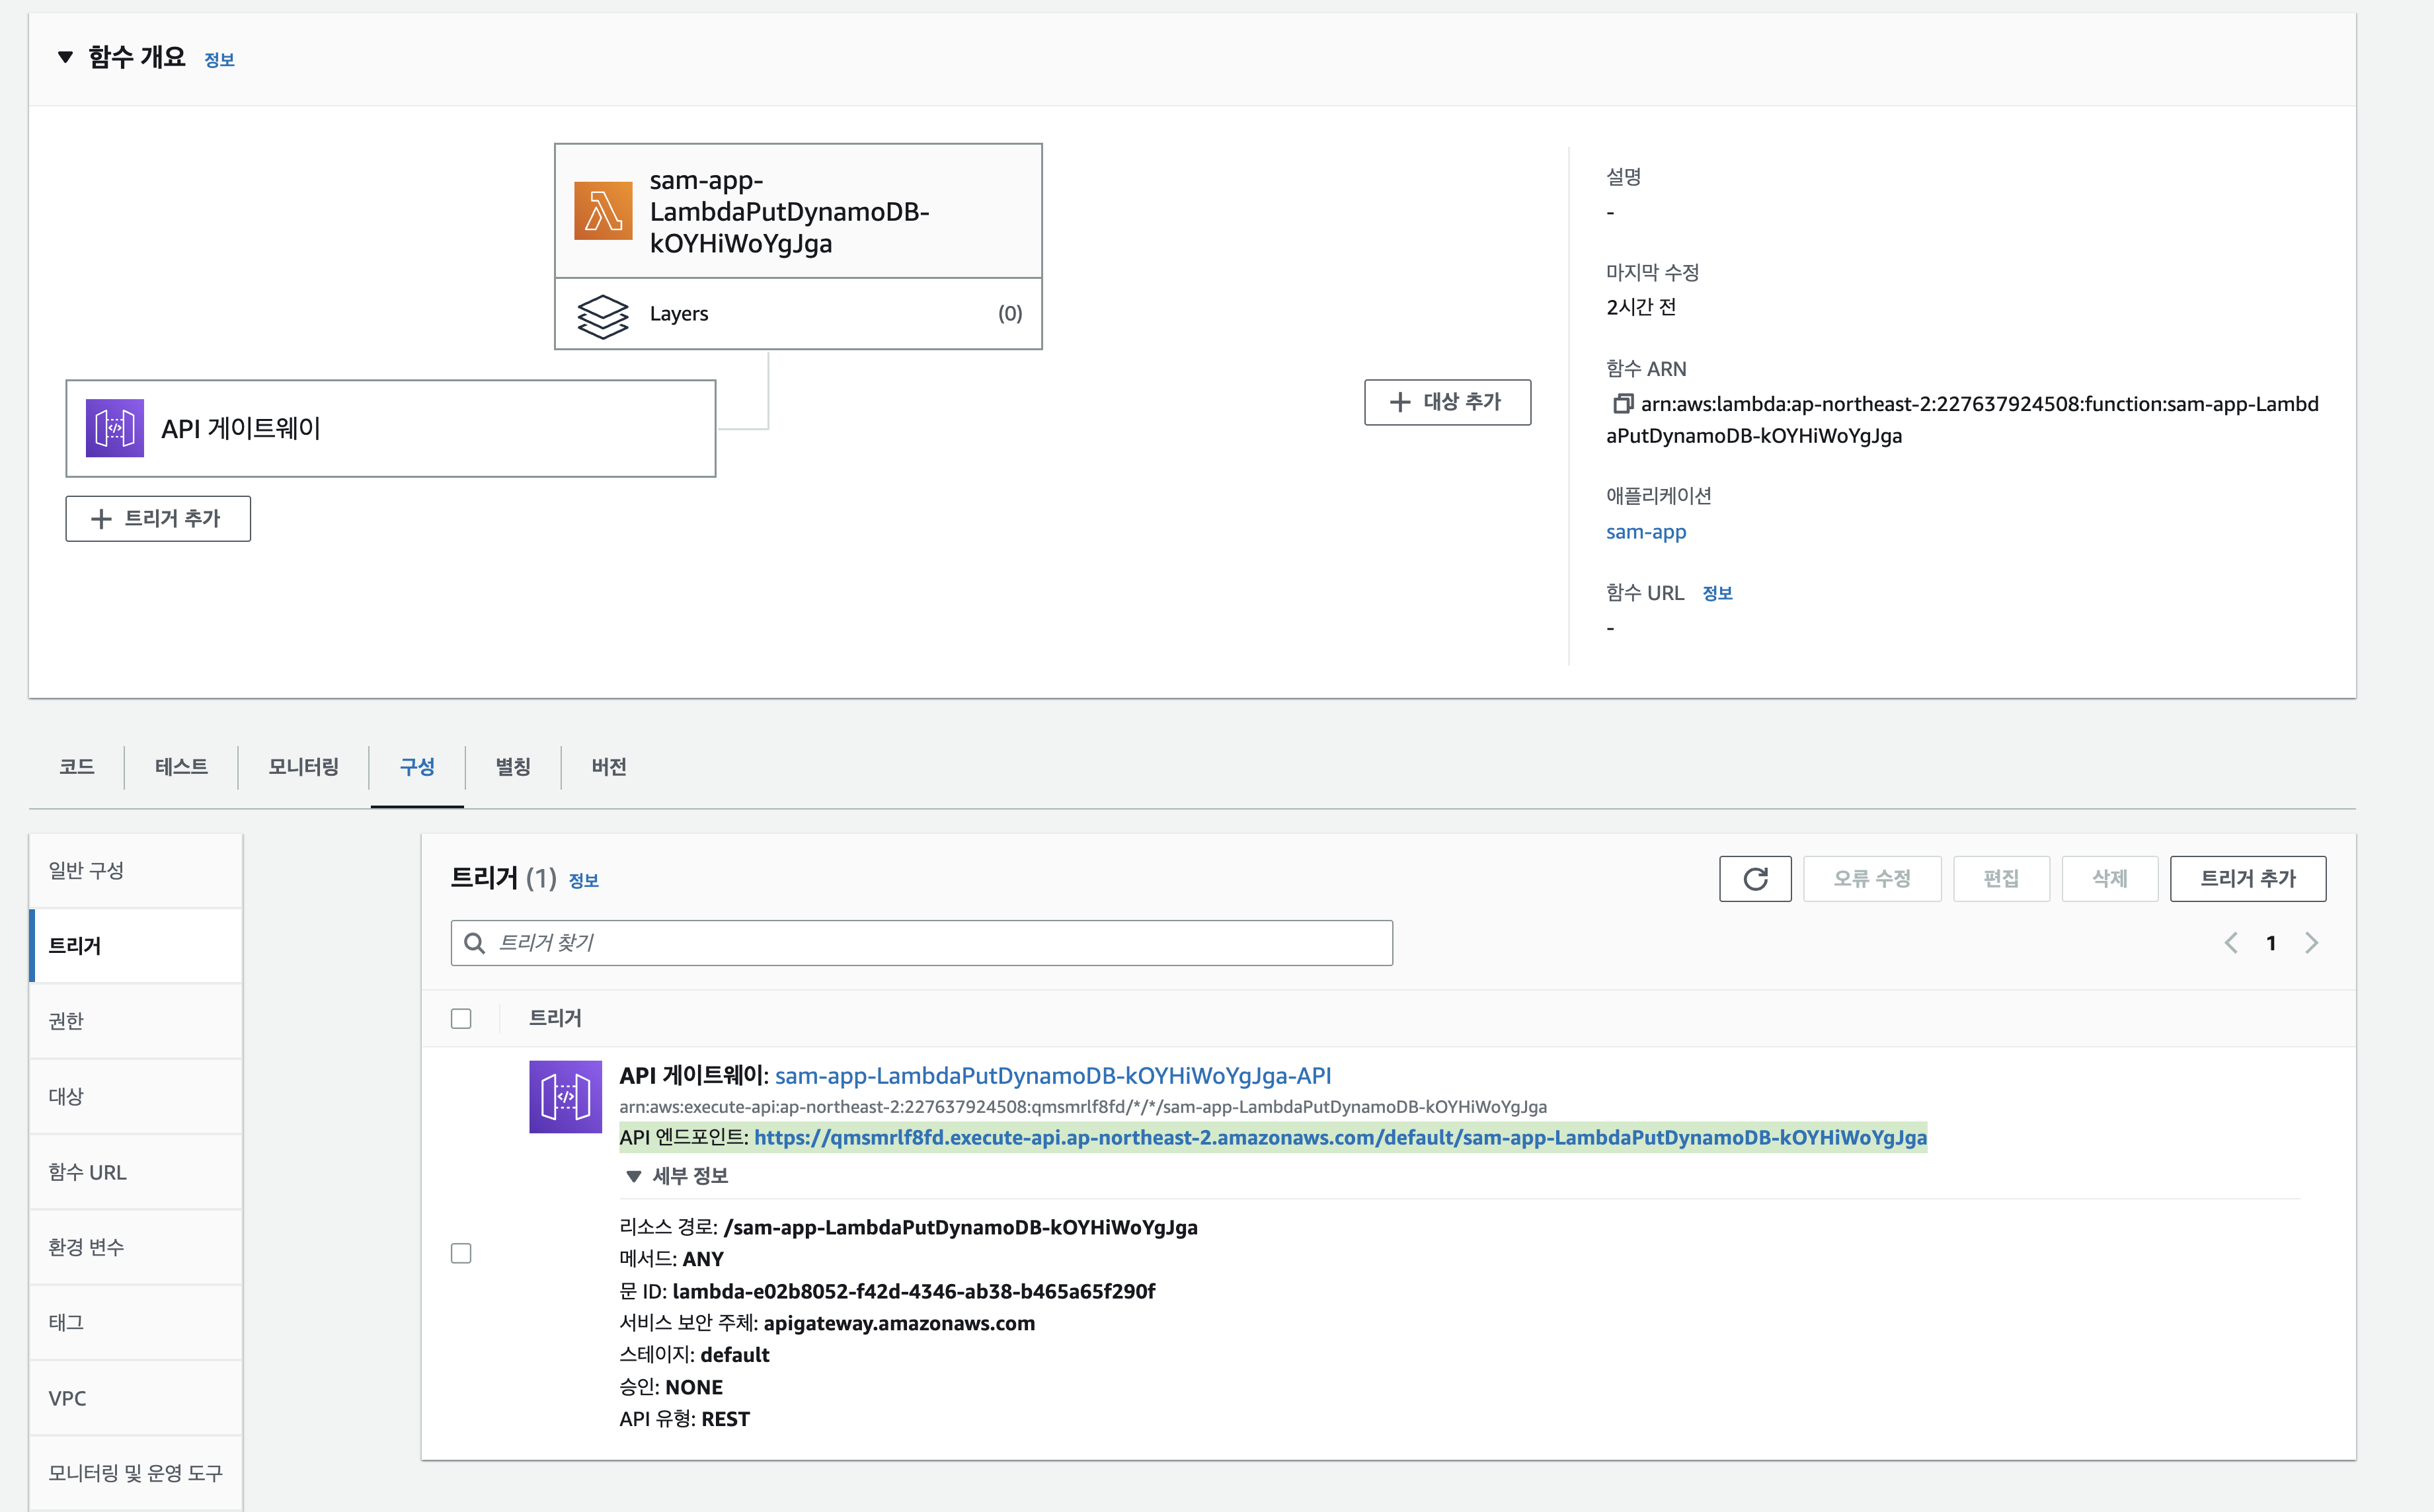 ▼ 함수 개요 정보
sam-app-
LambdaPutDynamoDB-
kOYHiWoYgJga
Layers (0)
API 게이트웨이
+ 트리거 추가
+ 대상 추가
설명
-
마지막 수정
2시간 전
함수 ARN
arn:aws:lambda:ap-northeast-2:227637924508:function:sam-app-Lambd
aPutDynamoDB-kOYHiWoYgJga
애플리케이션
sam-app
함수 URL 정보
-
코드 테스트 모니터링 구성 별칭 버전
일반 구성
트리거
권한
대상
함수 URL
환경 변수
태그
VPC
모니터링 및 운영 도구
트리거 (1) 정보
오류 수정 편집 삭제 트리거 추가
트리거 찾기
1
트리거
API 게이트웨이: sam-app-LambdaPutDynamoDB-kOYHiWoYgJga-API
arn:aws:execute-api:ap-northeast-2:227637924508:qmsmrlf8fd/*/*/sam-app-LambdaPutDynamoDB-kOYHiWoYgJga
API 엔드포인트: https://qmsmrlf8fd.execute-api.ap-northeast-2.amazonaws.com/default/sam-app-LambdaPutDynamoDB-kOYHiWoYgJga
▼ 세부 정보
리소스 경로: /sam-app-LambdaPutDynamoDB-kOYHiWoYgJga
메서드: ANY
문 ID: lambda-e02b8052-f42d-4346-ab38-b465a65f290f
서비스 보안 주체: apigateway.amazonaws.com
스테이지: default
승인: NONE
API 유형: REST